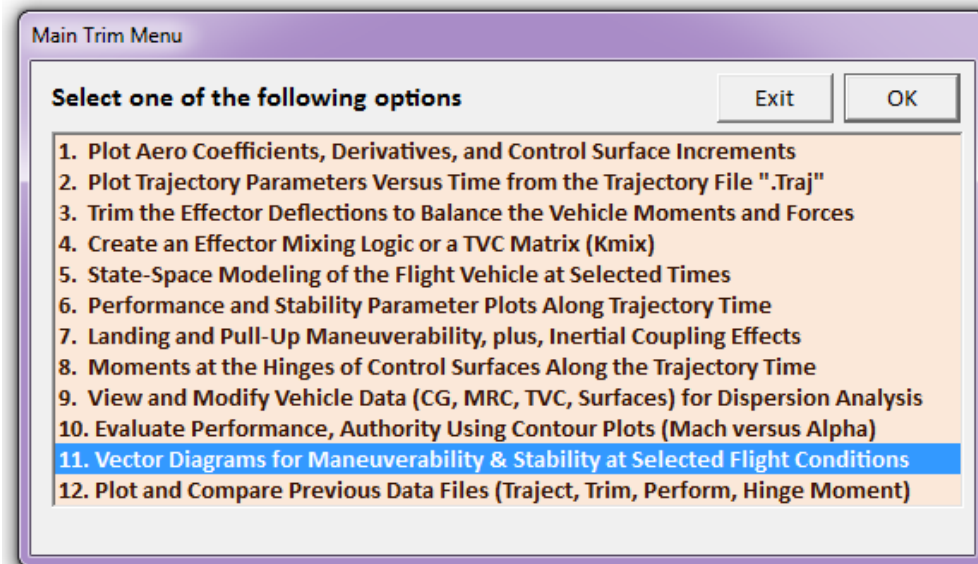 Main Trim Menu
Select one of the following options
Exit
OK
1. Plot Aero Coefficients, Derivatives, and Control Surface Increments
2. Plot Trajectory Parameters Versus Time from the Trajectory File ".Traj"
3. Trim the Effector Deflections to Balance the Vehicle Moments and Forces
4. Create an Effector Mixing Logic or a TVC Matrix (Kmix)
5. State-Space Modeling of the Flight Vehicle at Selected Times
6. Performance and Stability Parameter Plots Along Trajectory Time
7. Landing and Pull-Up Maneuverability, plus, Inertial Coupling Effects
8. Moments at the Hinges of Control Surfaces Along the Trajectory Time
9. View and Modify Vehicle Data (CG, MRC, TVC, Surfaces) for Dispersion Analysis
10. Evaluate Performance, Authority Using Contour Plots (Mach versus Alpha)
11. Vector Diagrams for Maneuverability & Stability at Selected Flight Conditions
12. Plot and Compare Previous Data Files (Traject, Trim, Perform, Hinge Moment)